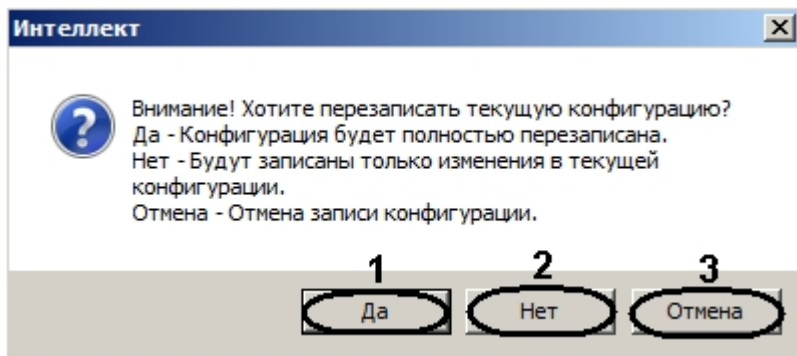 Интеллект
Внимание! Хотите перезаписать текущую конфигурацию?
Да - Конфигурация будет полностью перезаписана.
Нет - Будут записаны только изменения в текущей
конфигурации.
Отмена - Отмена записи конфигурации.
1 2 3
Да Нет Отмена